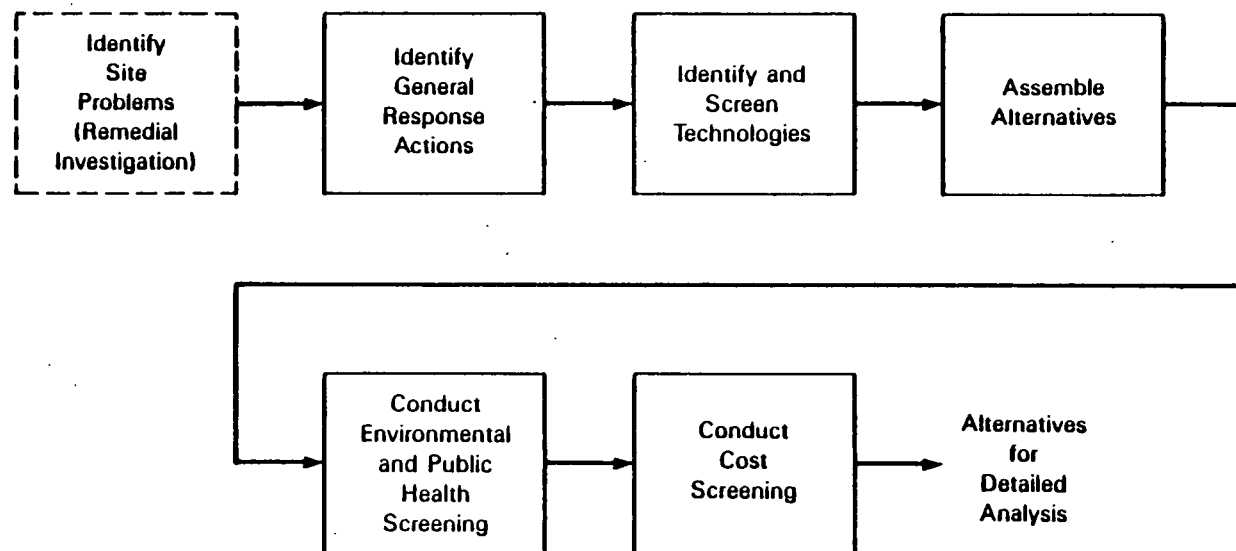 Identify
Site
Problems
(Remedial
Investigation)
Identify
General
Response
Actions
Identify and
Screen
Technologies
Assemble
Alternatives
Conduct
Environmental
and Public
Health
Screening
Conduct
Cost
Screening
Alternatives
for
Detailed
Analysis